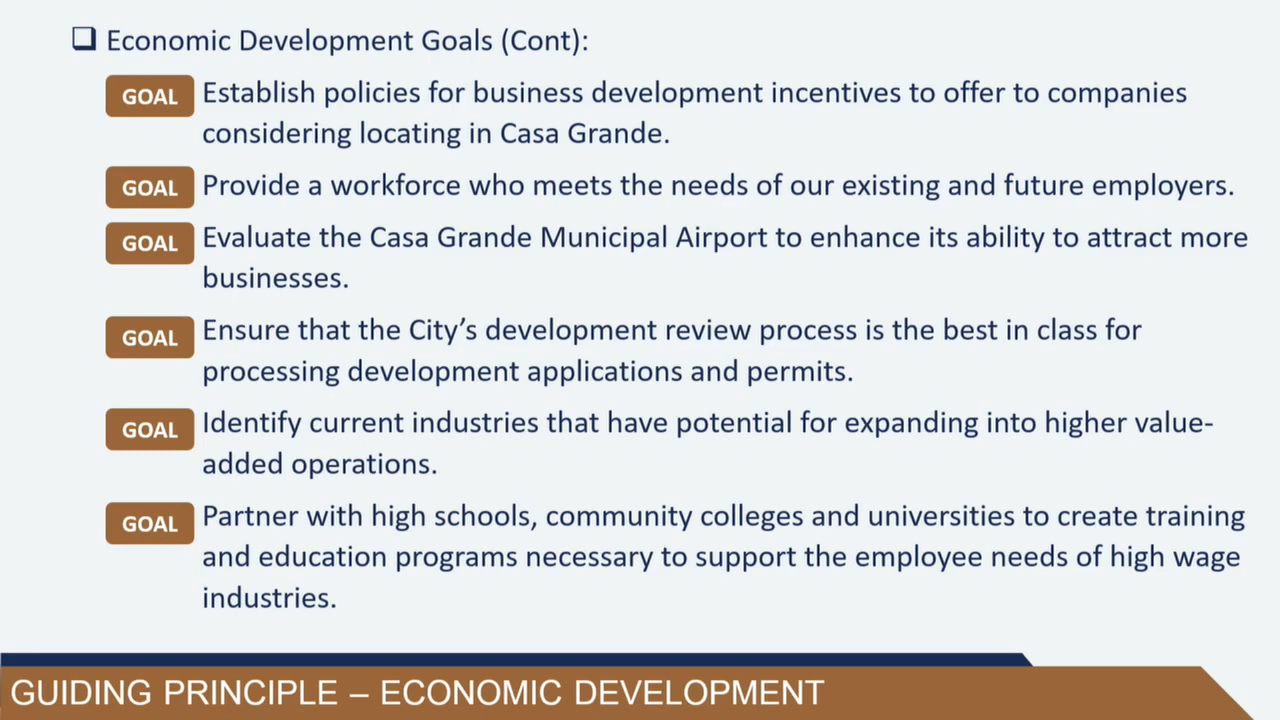 Economic Development Goals (Cont):
GOAL Establish policies for business development incentives to offer to companies
considering locating in Casa Grande.
GOAL Provide a workforce who meets the needs of our existing and future employers.
GOAL Evaluate the Casa Grande Municipal Airport to enhance its ability to attract more
businesses.
GOAL Ensure that the City’s development review process is the best in class for
processing development applications and permits.
GOAL Identify current industries that have potential for expanding into higher value-
added operations.
GOAL Partner with high schools, community colleges and universities to create training
and education programs necessary to support the employee needs of high wage
industries.
GUIDING PRINCIPLE – ECONOMIC DEVELOPMENT